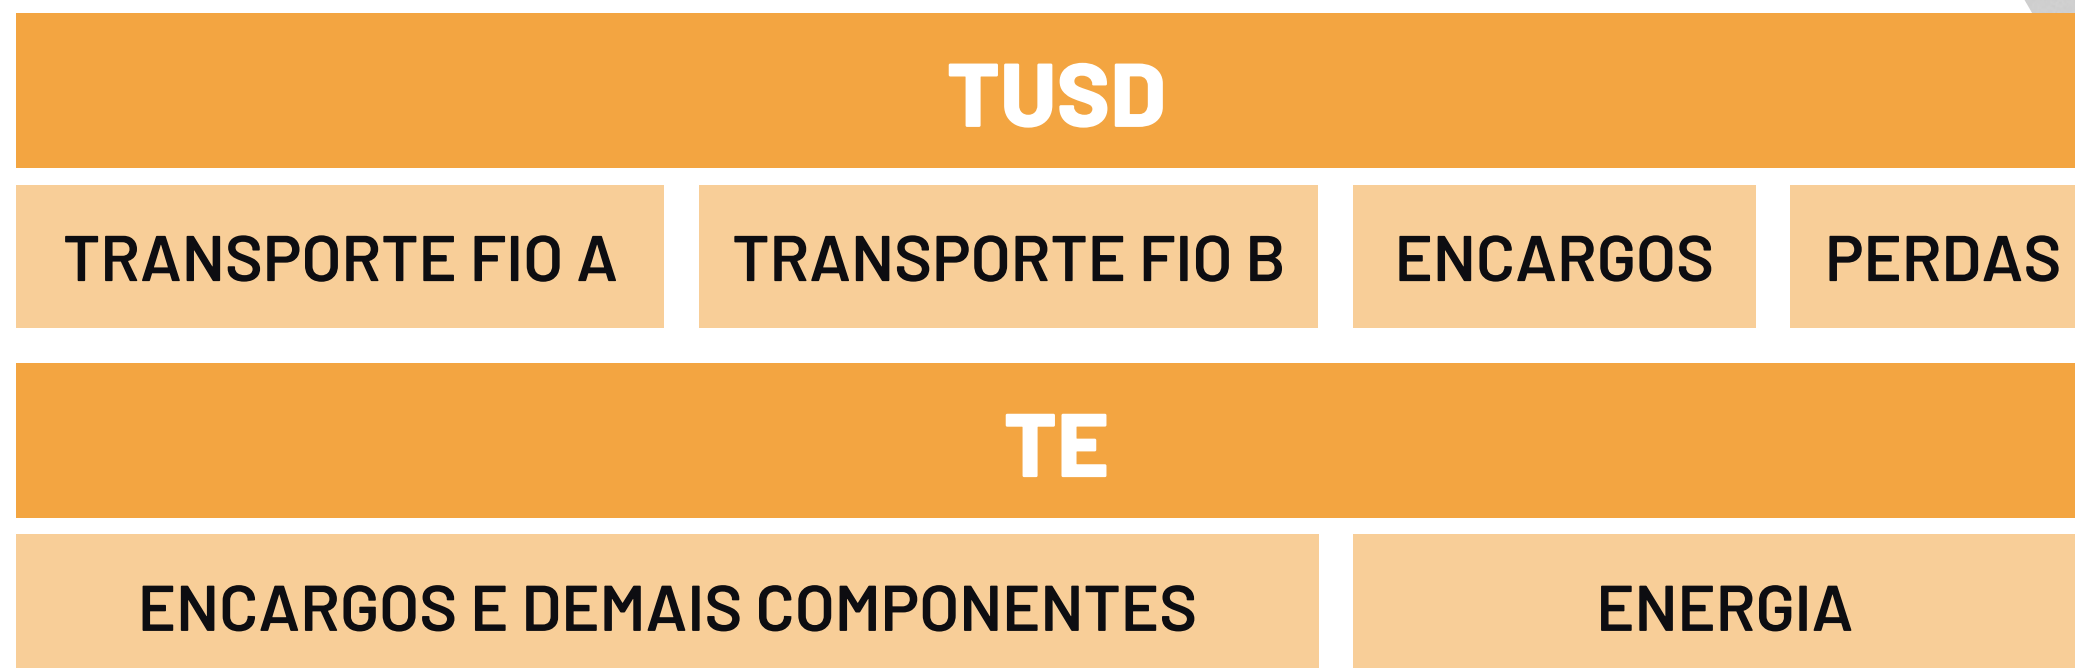 TUSD
TRANSPORTE FIO A TRANSPORTE FIO B ENCARGOS PERDAS
TE
ENCARGOS E DEMAIS COMPONENTES ENERGIA